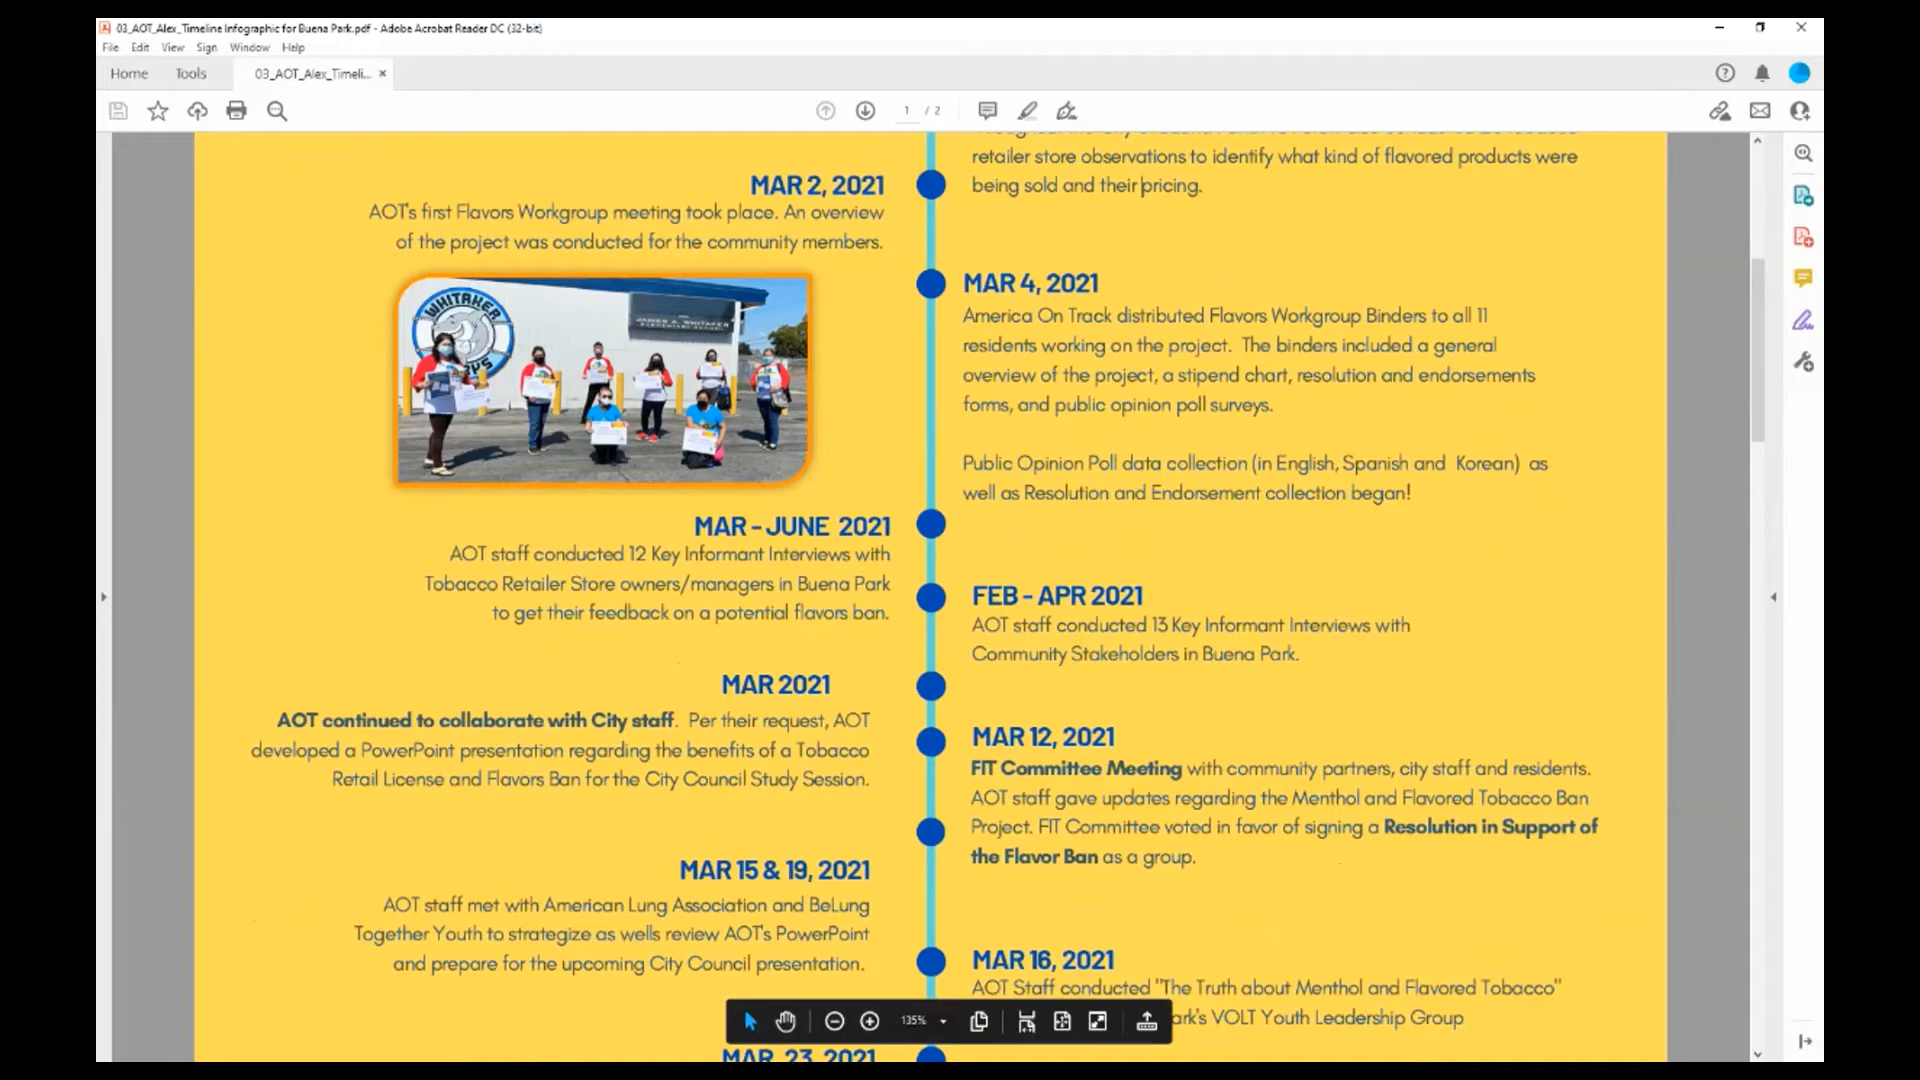 03_AOT_Alex_Timeline Infographic for Buena Park.pdf - Adobe Acrobat Reader DC (32-bit)
File Edit View Sign Window Help
Home Tools 03_AOT_Alex_Timeli... ×
1 / 2
retailer store observations to identify what kind of flavored products were
being sold and their pricing.
MAR 2, 2021
AOT's first Flavors Workgroup meeting took place. An overview
of the project was conducted for the community members.
WHITAKER
JAMES A. WHITAKER
ELEMENTARY SCHOOL
MAR 4, 2021
America On Track distributed Flavors Workgroup Binders to all 11
residents working on the project. The binders included a general
overview of the project, a stipend chart, resolution and endorsements
forms, and public opinion poll surveys.
Public Opinion Poll data collection (in English, Spanish and Korean) as
well as Resolution and Endorsement collection began!
MAR - JUNE 2021
AOT staff conducted 12 Key Informant Interviews with
Tobacco Retailer Store owners/managers in Buena Park
to get their feedback on a potential flavors ban.
FEB - APR 2021
AOT staff conducted 13 Key Informant Interviews with
Community Stakeholders in Buena Park.
MAR 2021
AOT continued to collaborate with City staff. Per their request, AOT
developed a PowerPoint presentation regarding the benefits of a Tobacco
Retail License and Flavors Ban for the City Council Study Session.
MAR 12, 2021
FIT Committee Meeting with community partners, city staff and residents.
AOT staff gave updates regarding the Menthol and Flavored Tobacco Ban
Project. FIT Committee voted in favor of signing a Resolution in Support of
the Flavor Ban as a group.
MAR 15 & 19, 2021
AOT staff met with American Lung Association and BeLung
Together Youth to strategize as wells review AOT's PowerPoint
and prepare for the upcoming City Council presentation.
MAR 16, 2021
AOT Staff conducted "The Truth about Menthol and Flavored Tobacco"
ark's VOLT Youth Leadership Group
135%
MAR 23, 2021